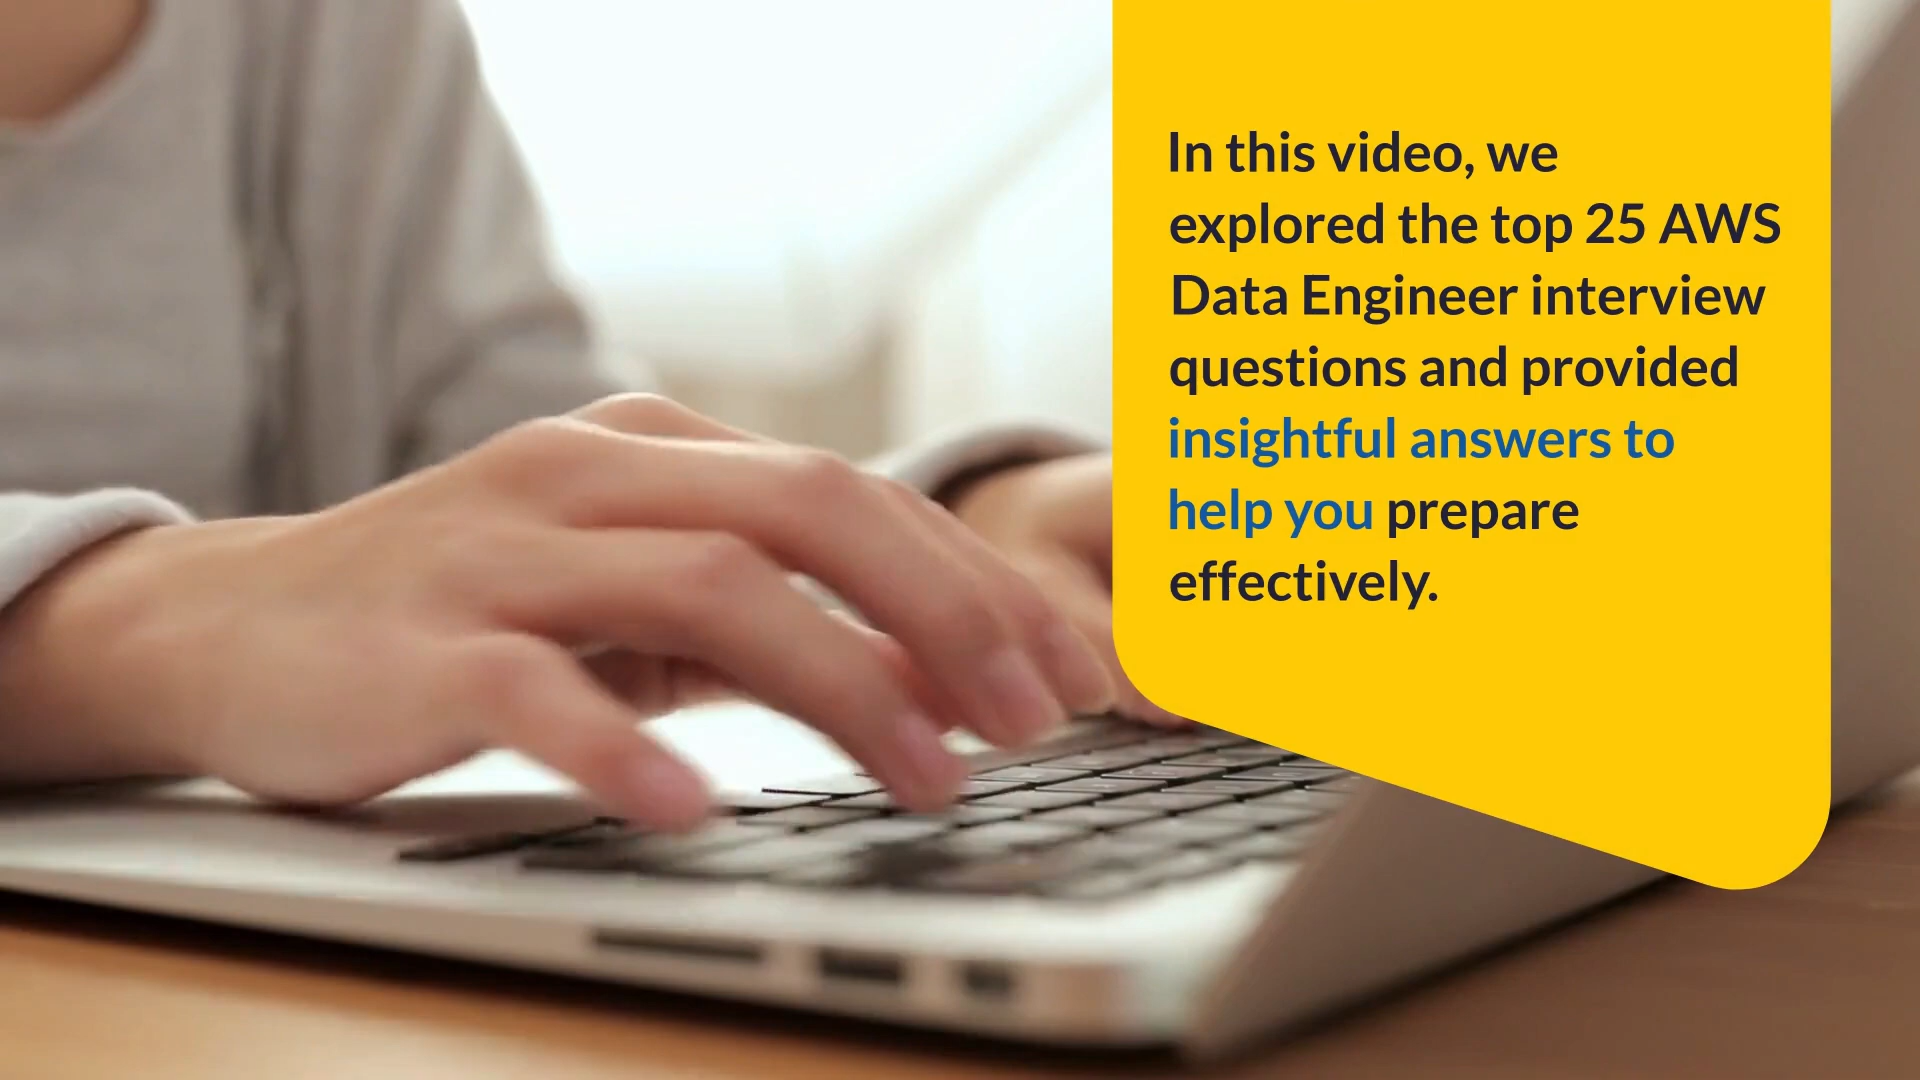 In this video, we
explored the top 25 AWS
Data Engineer interview
questions and provided
insightful answers to
help you prepare
effectively.